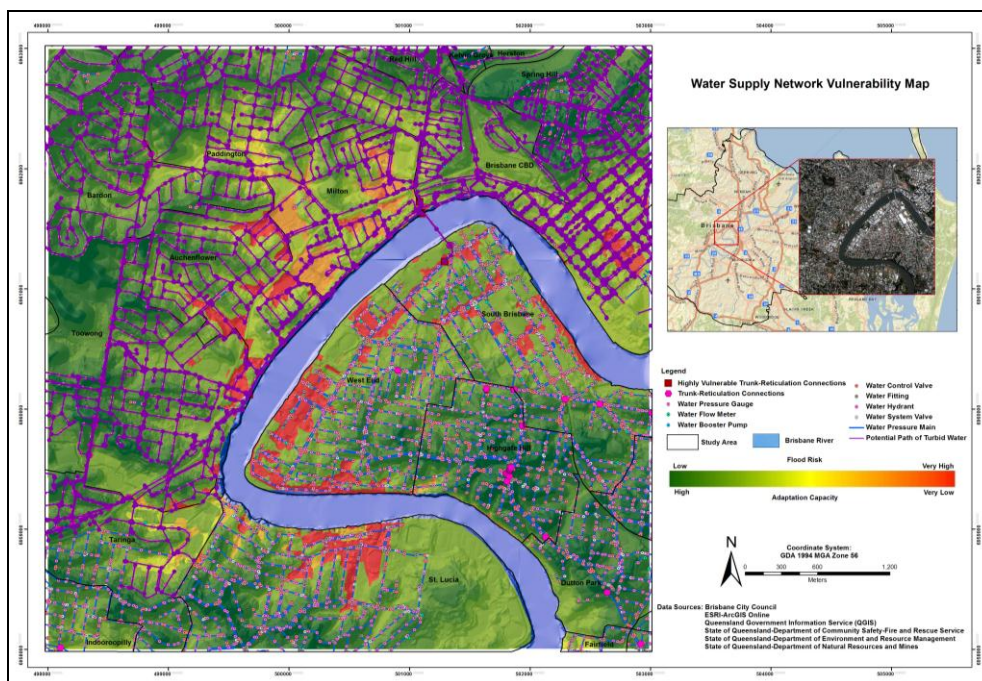 Water Supply Network Vulnerability Map
499000
500000
501000
502000
503000
504000
Red Hill
Kelvin Grove
Herston
Spring Hill
Paddington
Brisbane CBD
Milton
Bardon
Auchenflower
Toowong
South Brisbane
West End
Highgate Hill
Taringa
St. Lucia
Dutton Park
Indooroopilly
Fairfield
Brisbane
Legend
Highly Vulnerable Trunk-Reticulation Connections
Trunk-Reticulation Connections
Water Pressure Gauge
Water Flow Meter
Water Booster Pump
Water Control Valve
Water Fitting
Water Hydrant
Water System Valve
Water Pressure Main
Potential Path of Turbid Water
Study Area
Brisbane River
Flood Risk
Low
Very High
High
Very Low
Adaptation Capacity
N
Coordinate System:
GDA 1994 MGA Zone 56
0 300 600 1,200
Meters
Data Sources: Brisbane City Council
ESRI-ArcGIS Online
Queensland Government Information Service (QGIS)
State of Queensland-Department of Community Safety-Fire and Rescue Service
State of Queensland-Department of Environment and Resource Management
State of Queensland-Department of Natural Resources and Mines